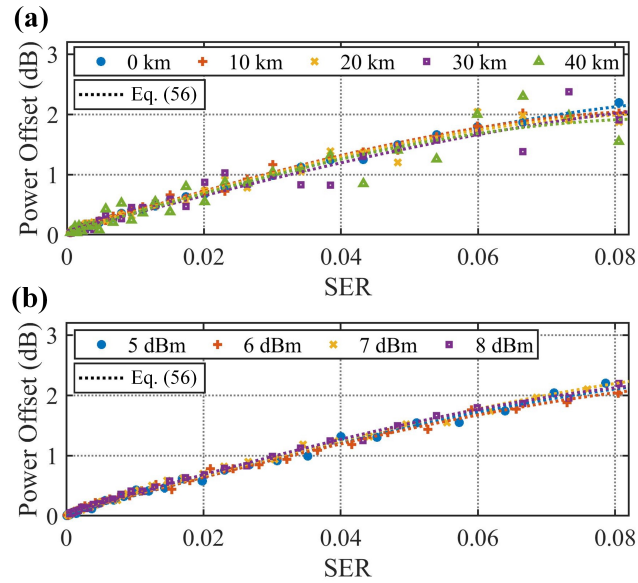 (a)
3
0 km 10 km 20 km 30 km 40 km
Eq. (56)
2
1
0
Power Offset (dB)
0 0.02 0.04 0.06 0.08
SER
(b)
3
5 dBm 6 dBm 7 dBm 8 dBm
Eq. (56)
2
1
0
Power Offset (dB)
0 0.02 0.04 0.06 0.08
SER